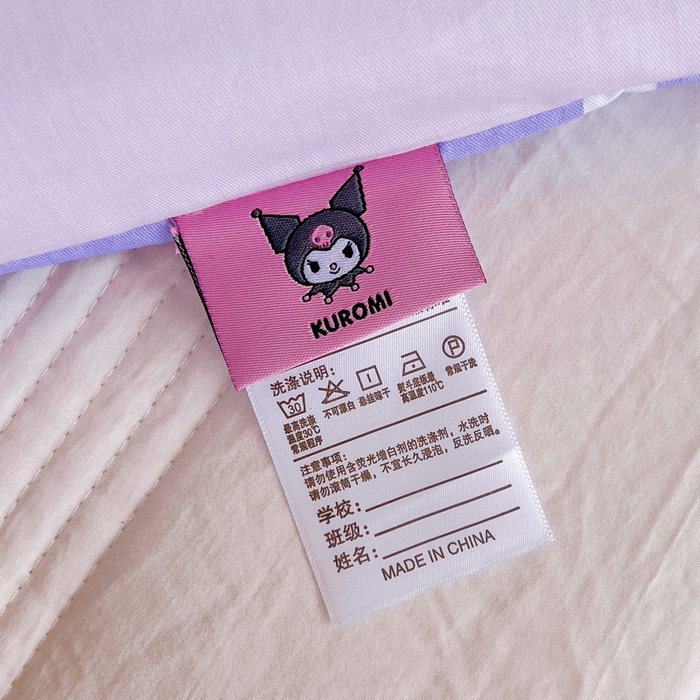 KUROMI
洗涤说明:
30
P
最高洗涤 不可漂白 悬挂晾干 熨斗底板最 常规干洗
温度30℃ 高温度110℃
常规程序
注意事项:
请勿使用含荧光增白剂的洗涤剂，水洗时
请勿滚筒干燥，不宜长久浸泡，反洗反晒。
学校:
班级:
姓名:
MADE IN CHINA